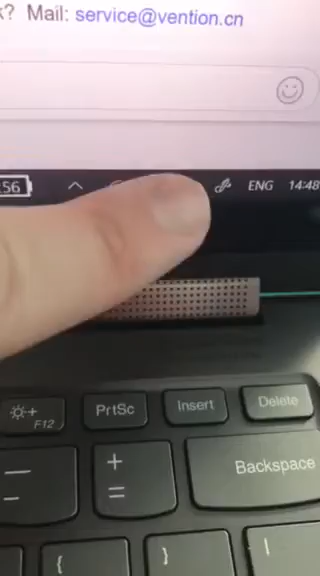 ? Mail: service@vention.cn
56
ENG 14:48
F12
PrtSc
Insert
Delete
+
=
Backspace
{
}
|